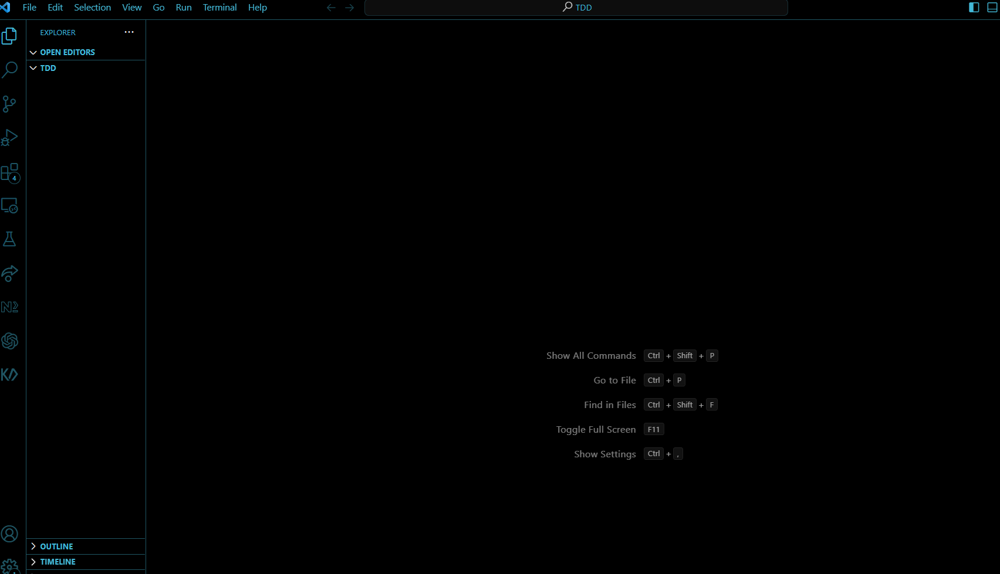 File Edit Selection View Go Run Terminal Help
TDD
EXPLORER
OPEN EDITORS
TDD
4
Show All Commands Ctrl + Shift + P
Go to File Ctrl + P
Find in Files Ctrl + Shift + F
Toggle Full Screen F11
Show Settings Ctrl + ,
OUTLINE
TIMELINE